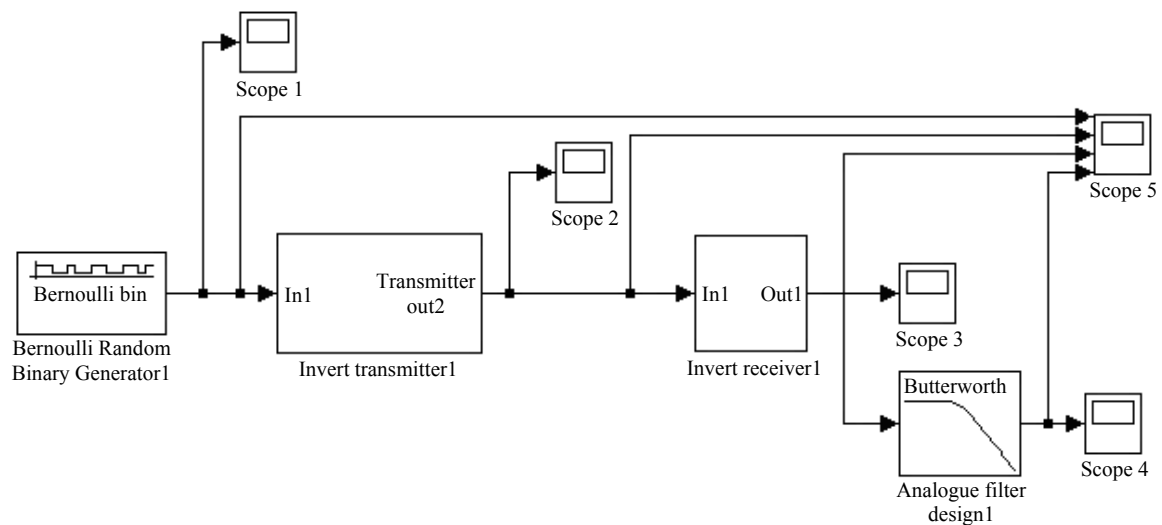 Scope 1
Scope 2
Scope 5
Bernoulli bin
Bernoulli Random
Binary Generator1
In1
Transmitter
out2
Invert transmitter1
In1
Out1
Invert receiver1
Scope 3
Butterworth
Analogue filter
design1
Scope 4